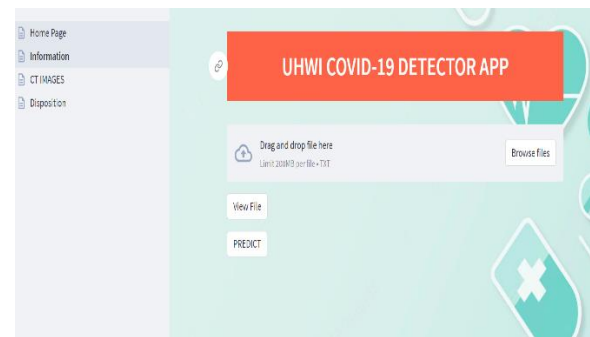 Home Page
Information
CT IMAGES
Disposition
UHWI COVID-19 DETECTOR APP
Drag and drop file here
Limit 200MB per file • TXT
Browse files
View File
PREDICT